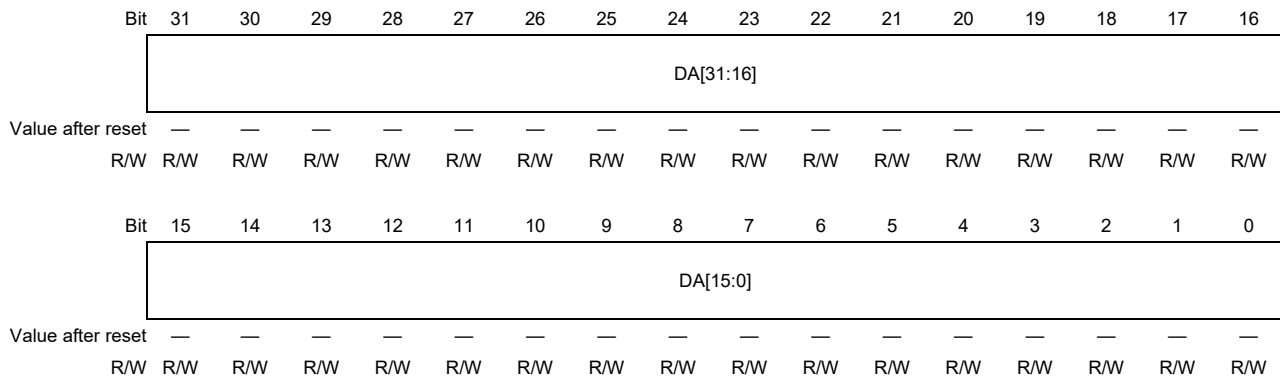 Bit 31 30 29 28 27 26 25 24 23 22 21 20 19 18 17 16
DA[31:16]
Value after reset — — — — — — — — — — — — — — — —
R/W R/W R/W R/W R/W R/W R/W R/W R/W R/W R/W R/W R/W R/W R/W R/W R/W
Bit 15 14 13 12 11 10 9 8 7 6 5 4 3 2 1 0
DA[15:0]
Value after reset — — — — — — — — — — — — — — — —
R/W R/W R/W R/W R/W R/W R/W R/W R/W R/W R/W R/W R/W R/W R/W R/W R/W